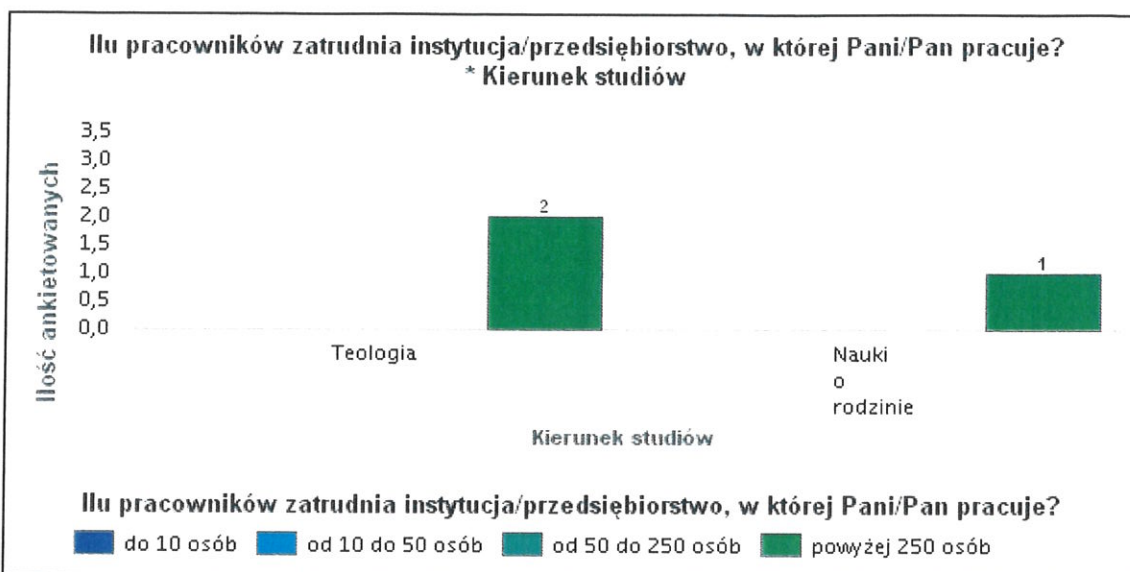 Ilu pracowników zatrudnia instytucja/przedsiębiorstwo, w której Pani/Pan pracuje?
* Kierunek studiów
Ilość ankietowanych
3,5
3,0
2,5
2,0
1,5
1,0
0,5
0,0
2
1
Teologia
Nauki
o
rodzinie
Kierunek studiów
Ilu pracowników zatrudnia instytucja/przedsiębiorstwo, w której Pani/Pan pracuje?
do 10 osób od 10 do 50 osób od 50 do 250 osób powyżej 250 osób